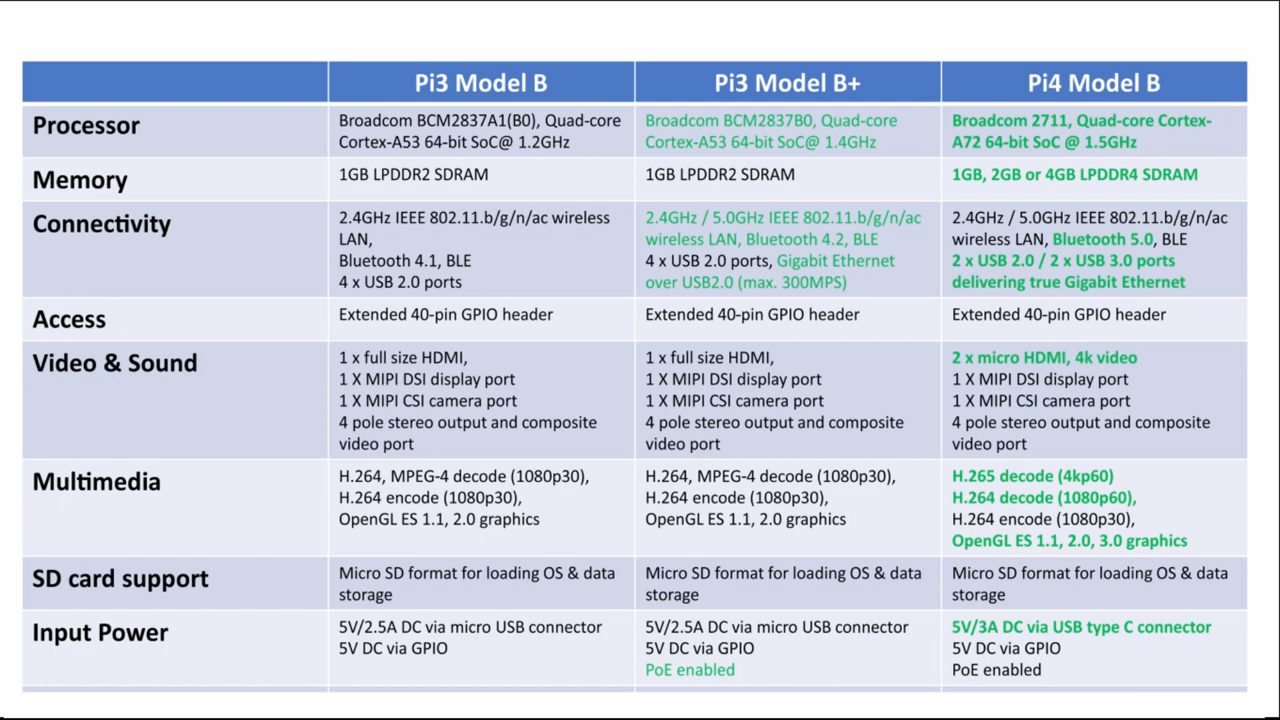 Pi3 Model B
Pi3 Model B+
Pi4 Model B
Processor
Broadcom BCM2837A1(B0), Quad-core
Cortex-A53 64-bit SoC@ 1.2GHz
Broadcom BCM2837B0, Quad-core
Cortex-A53 64-bit SoC@ 1.4GHz
Broadcom 2711, Quad-core Cortex-
A72 64-bit SoC @ 1.5GHz
Memory
1GB LPDDR2 SDRAM
1GB LPDDR2 SDRAM
1GB, 2GB or 4GB LPDDR4 SDRAM
Connectivity
2.4GHz IEEE 802.11.b/g/n/ac wireless
LAN,
Bluetooth 4.1, BLE
4 x USB 2.0 ports
2.4GHz / 5.0GHz IEEE 802.11.b/g/n/ac
wireless LAN, Bluetooth 4.2, BLE
4 x USB 2.0 ports, Gigabit Ethernet
over USB2.0 (max. 300MPS)
2.4GHz / 5.0GHz IEEE 802.11.b/g/n/ac
wireless LAN, Bluetooth 5.0, BLE
2 x USB 2.0 / 2 x USB 3.0 ports
delivering true Gigabit Ethernet
Access
Extended 40-pin GPIO header
Extended 40-pin GPIO header
Extended 40-pin GPIO header
Video & Sound
1 x full size HDMI,
1 X MIPI DSI display port
1 X MIPI CSI camera port
4 pole stereo output and composite
video port
1 x full size HDMI,
1 X MIPI DSI display port
1 X MIPI CSI camera port
4 pole stereo output and composite
video port
2 x micro HDMI, 4k video
1 X MIPI DSI display port
1 X MIPI CSI camera port
4 pole stereo output and composite
video port
Multimedia
H.264, MPEG-4 decode (1080p30),
H.264 encode (1080p30),
OpenGL ES 1.1, 2.0 graphics
H.264, MPEG-4 decode (1080p30),
H.264 encode (1080p30),
OpenGL ES 1.1, 2.0 graphics
H.265 decode (4kp60)
H.264 decode (1080p60),
H.264 encode (1080p30),
OpenGL ES 1.1, 2.0, 3.0 graphics
SD card support
Micro SD format for loading OS & data
storage
Micro SD format for loading OS & data
storage
Micro SD format for loading OS & data
storage
Input Power
5V/2.5A DC via micro USB connector
5V DC via GPIO
5V/2.5A DC via micro USB connector
5V DC via GPIO
PoE enabled
5V/3A DC via USB type C connector
5V DC via GPIO
PoE enabled